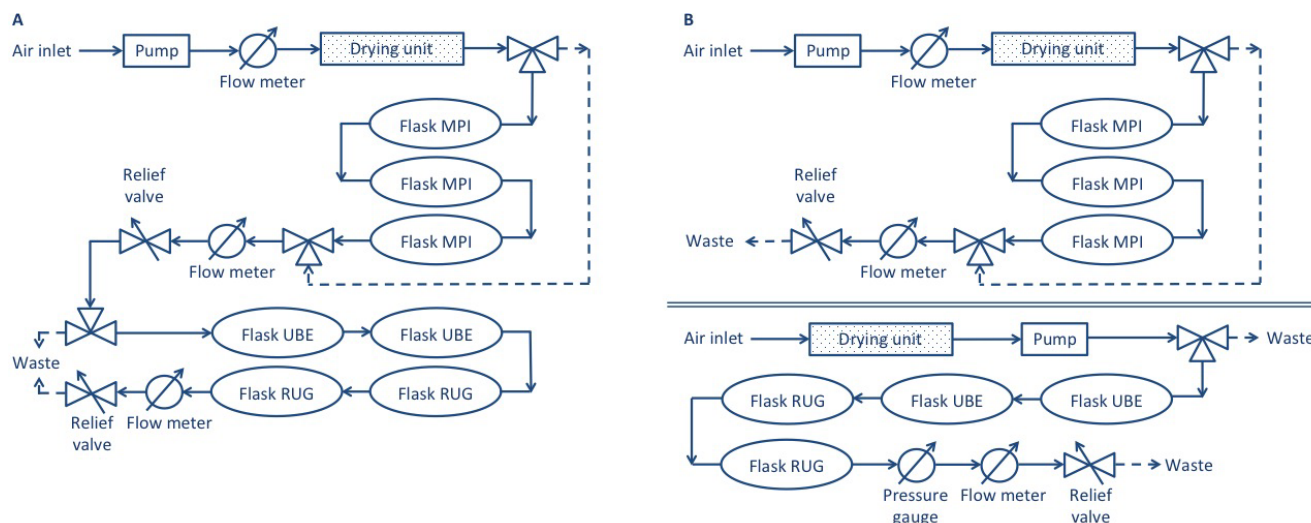 A
Air inlet
Pump
Flow meter
Drying unit
Flask MPI
Flask MPI
Flask MPI
Relief
valve
Flow meter
Flask UBE
Flask UBE
Waste
Flask RUG
Flask RUG
Flow meter
Relief
valve
B
Air inlet
Pump
Flow meter
Drying unit
Flask MPI
Flask MPI
Flask MPI
Relief
valve
Waste
Flow meter
Air inlet
Drying unit
Pump
Waste
Flask RUG
Flask UBE
Flask UBE
Flask RUG
Pressure
gauge
Flow meter
Relief
valve
Waste